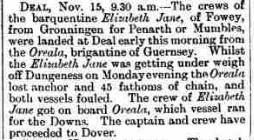 DEAL, Nov. 15, 9.30 a.m.—The crews of
the barquentine Elizabeth Jane, of Fowey,
from Gronningen for Penarth or Mumbles,
were landed at Deal early this morning from
the Oreala, brigantine of Guernsey. Whilst
the Elizabeth Jane was getting under weigh
off Dungeness on Monday evening the Oreala
lost anchor and 45 fathoms of chain, and
both vessels fouled. The crew of Elizabeth
Jane got on board Oreala, which vessel ran
for the Downs. The captain and crew have
proceeded to Dover.